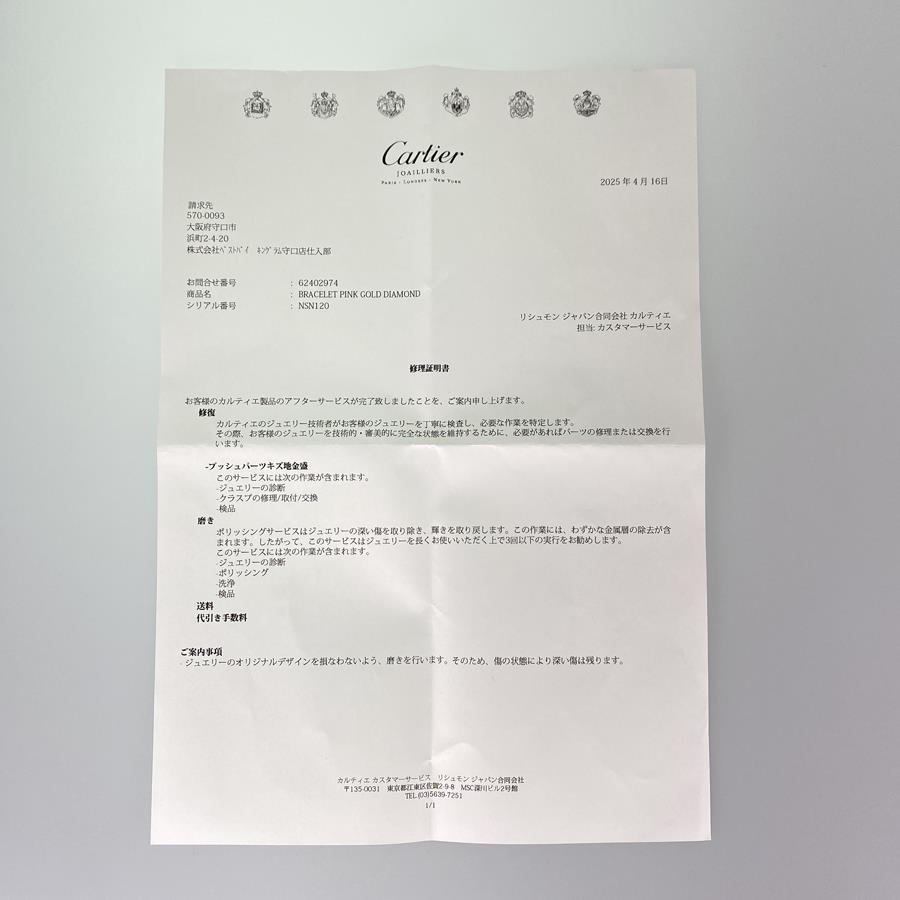 Cartier
JOAILLIERS
PARIS - LONDRES - NEW YORK
2025 年 4 月 16日
請求先
570-0093
大阪府守口市
浜町2-4-20
株式会社ﾍﾞｽﾄﾊﾞｲ ｷﾝｸﾞﾗﾑ守口店仕入部
お問合せ番号 : 62402974
商品名 : BRACELET PINK GOLD DIAMOND
シリアル番号 : NSN120
リシュモン ジャパン合同会社 カルティエ
担当: カスタマーサービス
修理証明書
お客様のカルティエ製品のアフターサービスが完了致しましたことを、ご案内申し上げます。
修復
カルティエのジュエリー技術者がお客様のジュエリーを丁寧に検査し、必要な作業を特定します。
その際、お客様のジュエリーを技術的・審美的に完全な状態を維持するために、必要があればパーツの修理または交換を行
います。
-プッシュパーツキズ地金盛
このサービスには次の作業が含まれます。
-ジュエリーの診断
-クラスプの修理/取付/交換
-検品
磨き
ポリッシングサービスはジュエリーの深い傷を取り除き、輝きを取り戻します。この作業には、わずかな金属層の除去が含
まれます。したがって、このサービスはジュエリーを長くお使いいただく上で3回以下の実行をお勧めします。
このサービスには次の作業が含まれます。
-ジュエリーの診断
-ポリッシング
-洗浄
-検品
送料
代引き手数料
ご案内事項
- ジュエリーのオリジナルデザインを損なわないよう、磨きを行います。そのため、傷の状態により深い傷は残ります。
カルティエ カスタマーサービス リシュモン ジャパン合同会社
〒135-0031 東京都江東区佐賀2-9-8 MSC深川ビル2号館
TEL (03)5639-7251
1/1